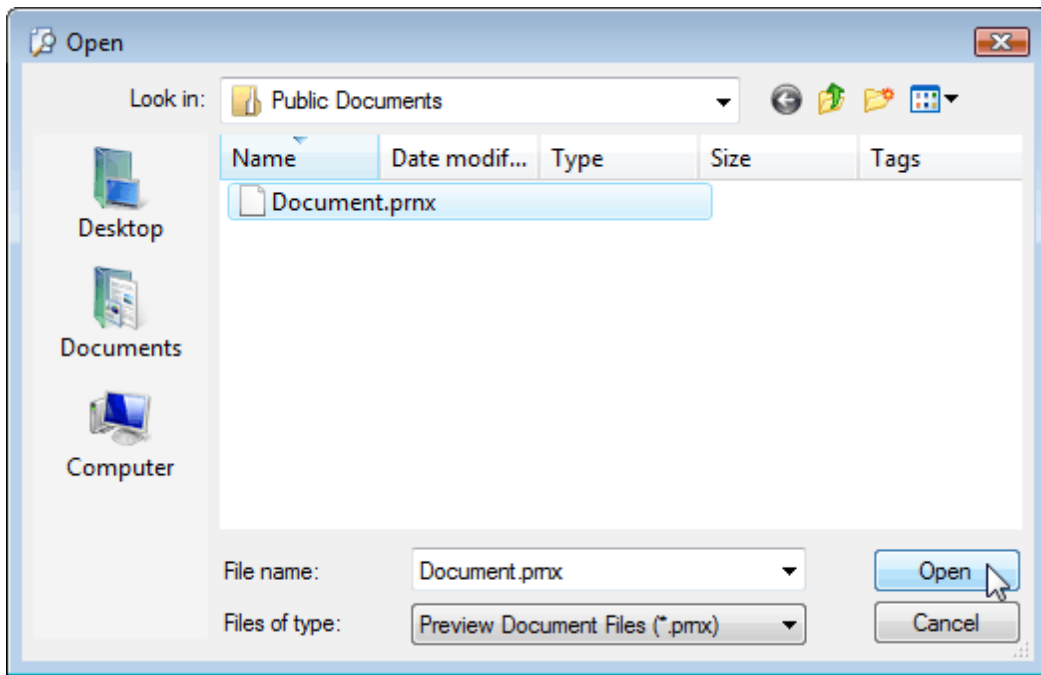 Open
Look in: Public Documents
Name Date modif... Type Size Tags
Document.prnx
Desktop
Documents
Computer
File name: Document.prnx Open
Files of type: Preview Document Files (*.prnx) Cancel